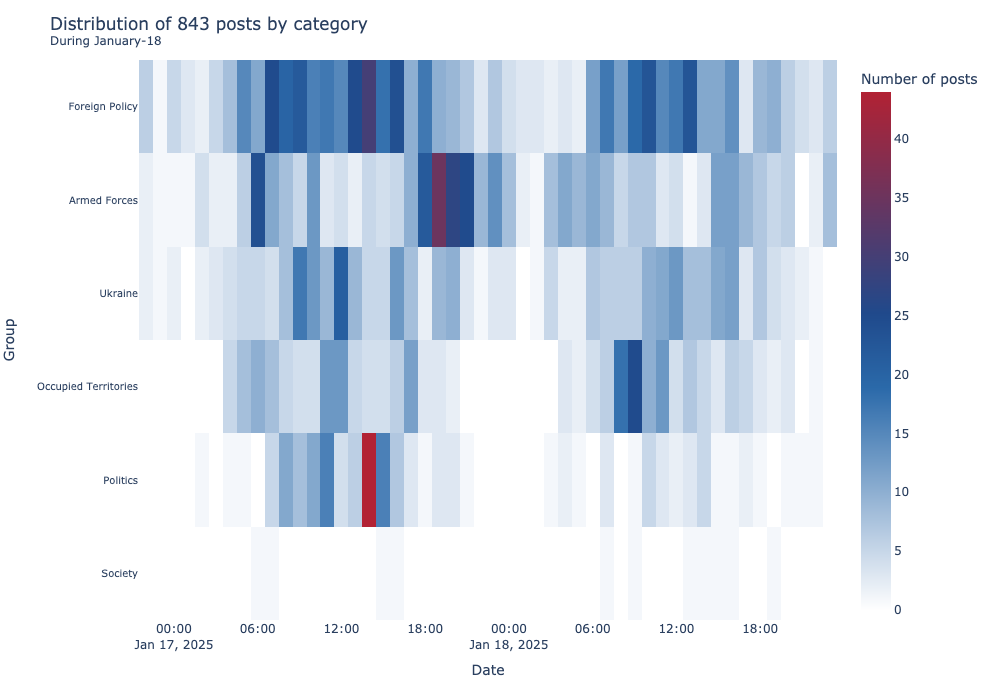 Distribution of 843 posts by category
During January-18
Number of posts
Group
Foreign Policy
Armed Forces
Ukraine
Occupied Territories
Politics
Society
40
35
30
25
20
15
10
5
0
00:00 06:00 12:00 18:00 00:00 06:00 12:00 18:00
Jan 17, 2025 Jan 18, 2025
Date